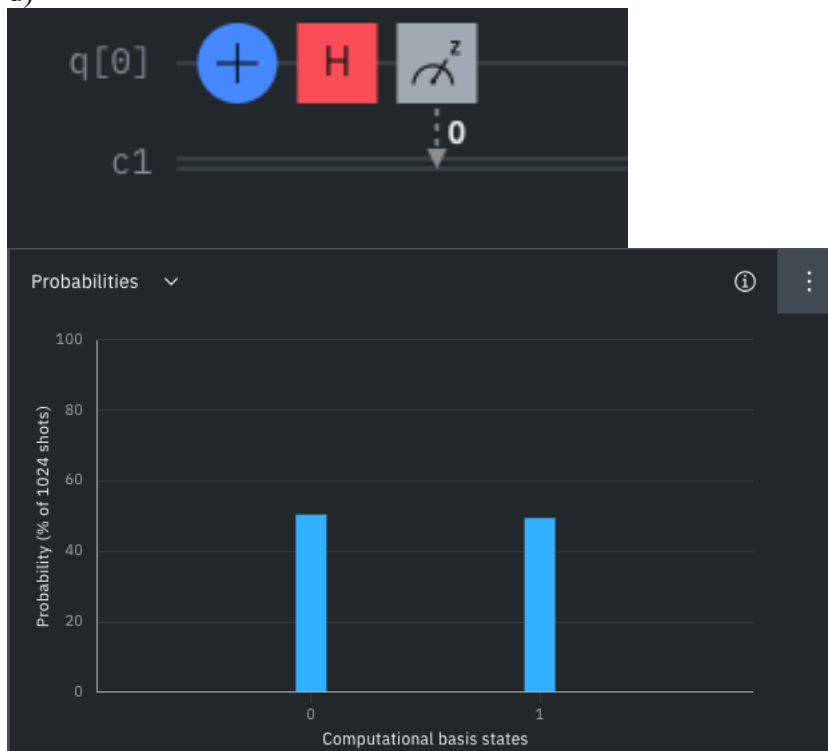 q[0] + H z
0
c1
Probabilities
100
80
60
40
20
0
Probability (% of 1024 shots)
0 1
Computational basis states